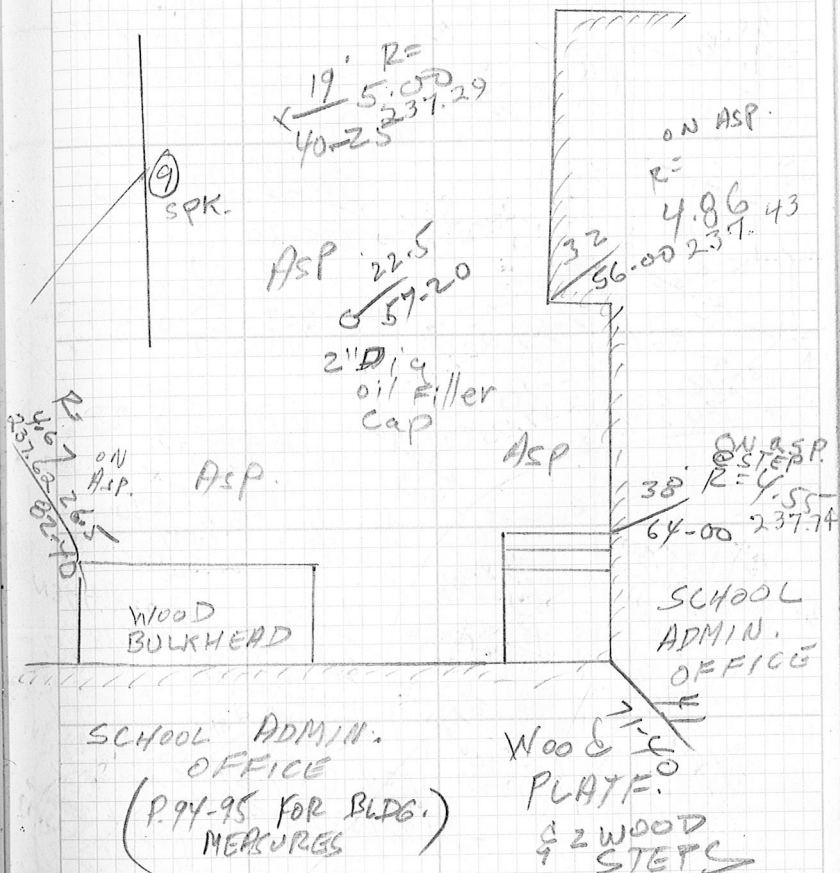 19' R=
5.00
237.29
40-25
9
SPK.
ON ASP.
R=
4.86
237.43
32
56-00
ASP
22.5
57-20
2" Dia
oil Filler
Cap
R=
4.67
237.62
ON
ASP.
26.5
82-40
ASP.
ASP
ON ASP.
@ STEP
38' R=4.55
64-00 237.74
WOOD
BULKHEAD
SCHOOL
ADMIN.
OFFICE
71-40
SCHOOL ADMIN.
OFFICE
(P.94-95 FOR BLDG.
MEASURES)
Wood
PLATF.
& 2 WOOD
STEPS